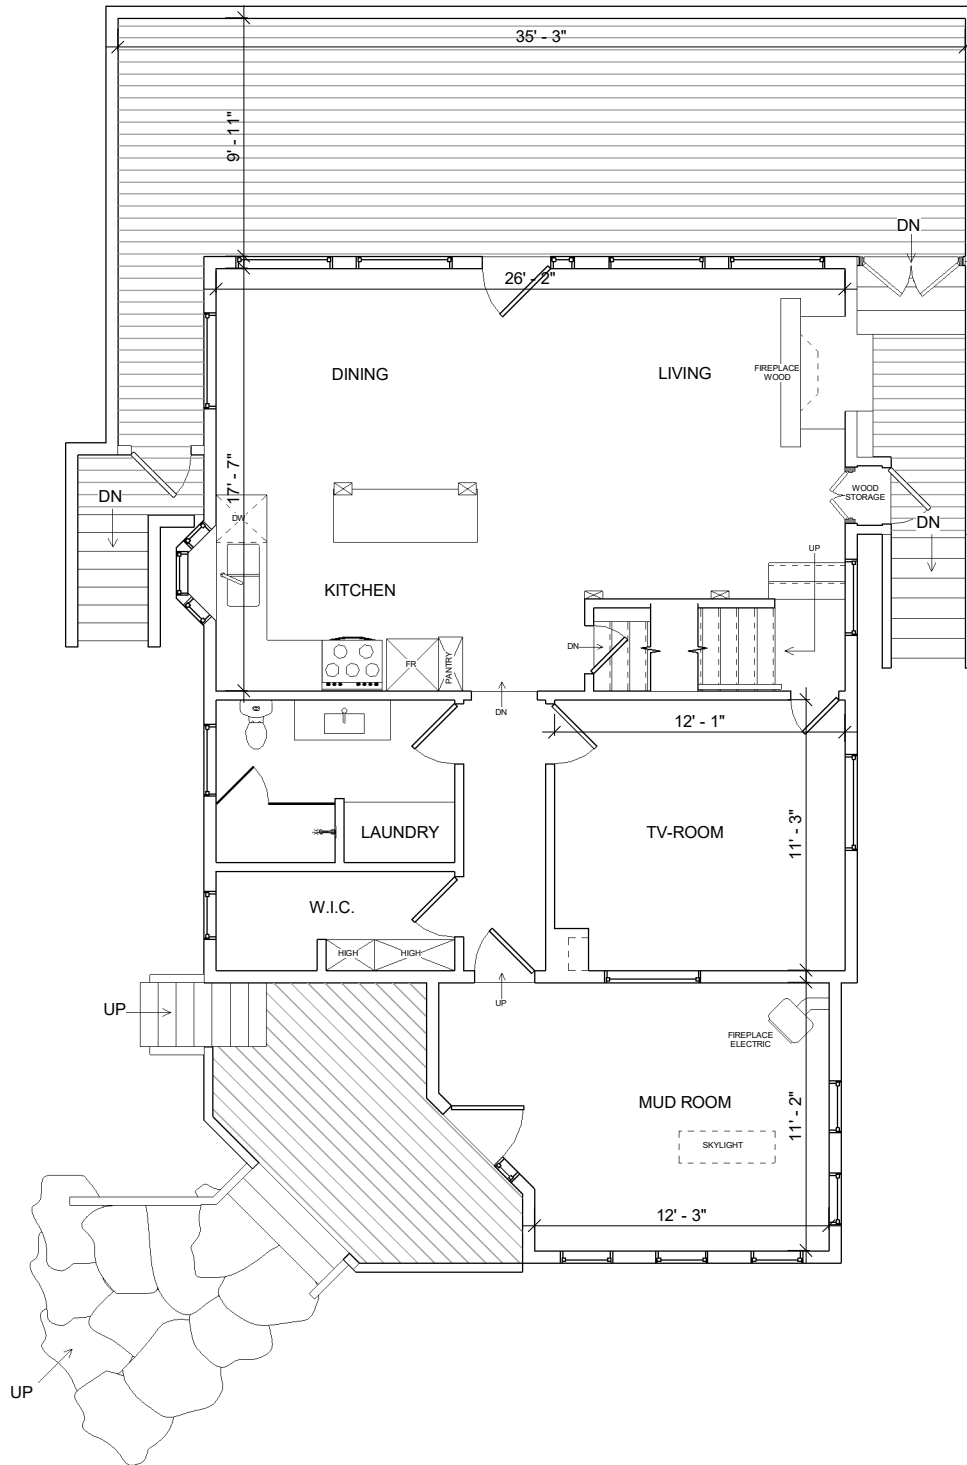 35' - 3"
9' - 11"
DN
26' - 2"
DINING
LIVING
FIREPLACE
WOOD
17' - 7"
DN
WOOD
STORAGE
DW
DN
UP
KITCHEN
DN
FR
PANTRY
DN
12' - 1"
LAUNDRY
TV-ROOM
11' - 3"
W.I.C.
HIGH
HIGH
UP
UP
FIREPLACE
ELECTRIC
MUD ROOM
11' - 2"
SKYLIGHT
12' - 3"
UP